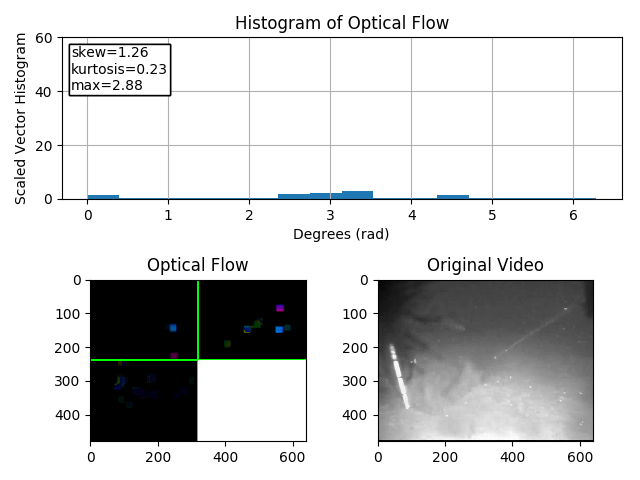 Histogram of Optical Flow
Scaled Vector Histogram
60
40
20
0
skew=1.26
kurtosis=0.23
max=2.88
0 1 2 3 4 5 6
Degrees (rad)
Optical Flow
0
100
200
300
400
0 200 400 600
Original Video
0
100
200
300
400
0 200 400 600